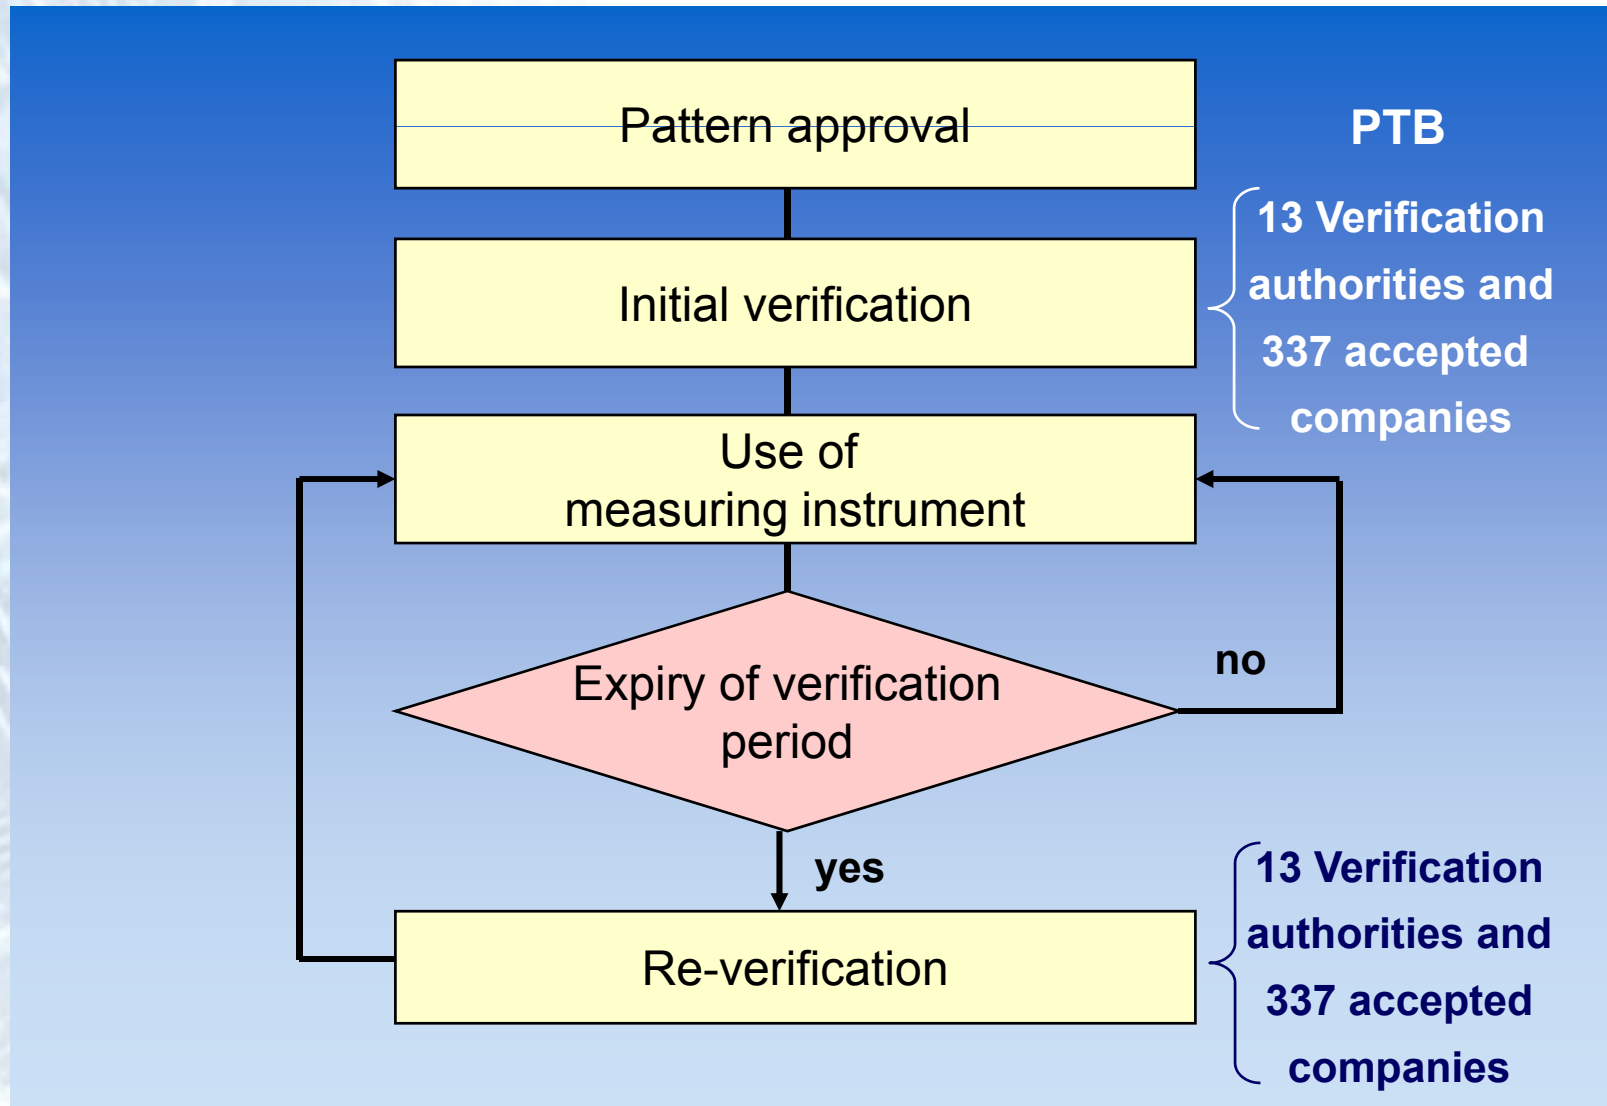 Pattern approval
PTB
Initial verification
13 Verification
authorities and
337 accepted
companies
Use of
measuring instrument
Expiry of verification
period
no
yes
Re-verification
13 Verification
authorities and
337 accepted
companies